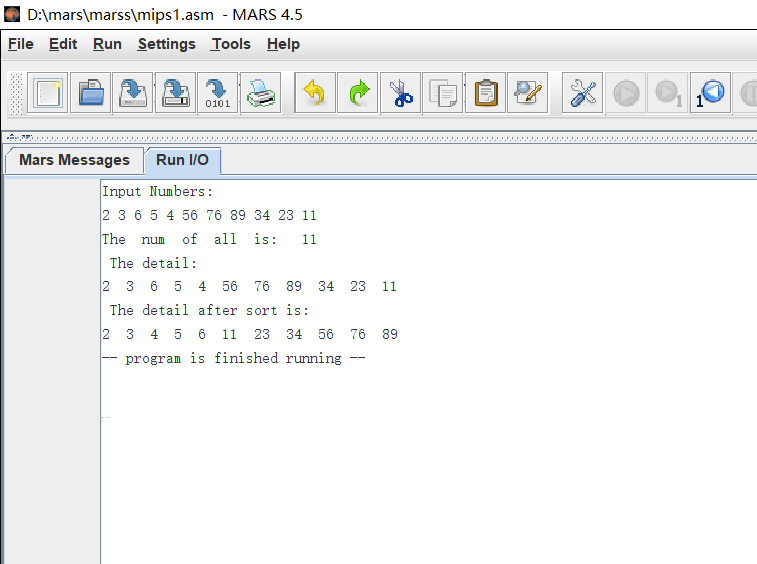 D:\mars\marss\mips1.asm - MARS 4.5
File Edit Run Settings Tools Help
0101
1
1
Mars Messages Run I/O
Input Numbers:
2 3 6 5 4 56 76 89 34 23 11
The num of all is: 11
The detail:
2 3 6 5 4 56 76 89 34 23 11
The detail after sort is:
2 3 4 5 6 11 23 34 56 76 89
-- program is finished running --